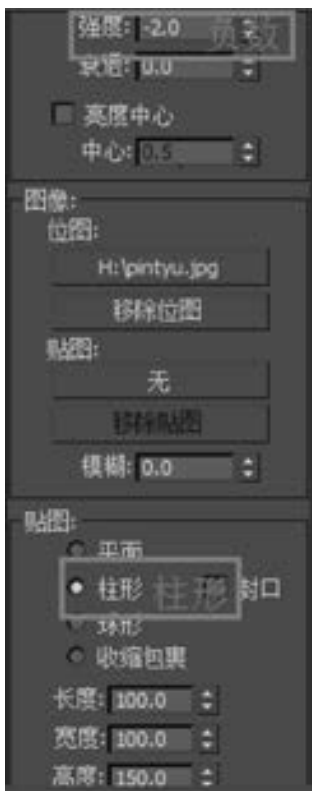 强度: -2.0 负数
衰退: 0.0
亮度中心
中心: 0.5
图像:
位图:
H:\pintyu.jpg
移除位图
贴图:
无
移除贴图
模糊: 0.0
贴图:
平面
柱形 柱形 封口
球形
收缩包裹
长度: 100.0
宽度: 100.0
高度: 150.0